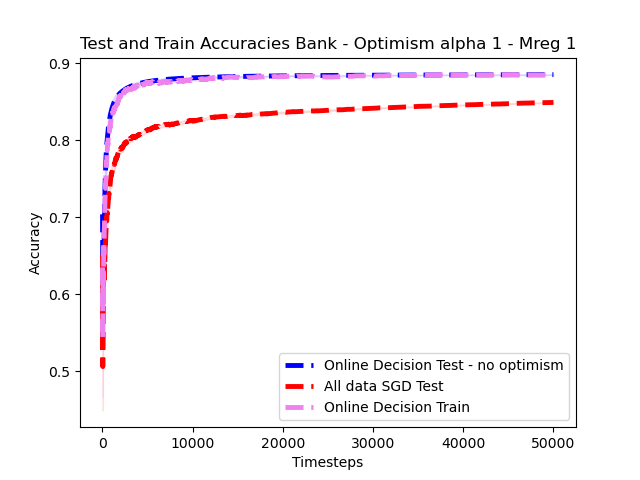 Test and Train Accuracies Bank - Optimism alpha 1 - Mreg 1
0.9
0.8
0.7
0.6
0.5
Accuracy
Online Decision Test - no optimism
All data SGD Test
Online Decision Train
0 10000 20000 30000 40000 50000
Timesteps